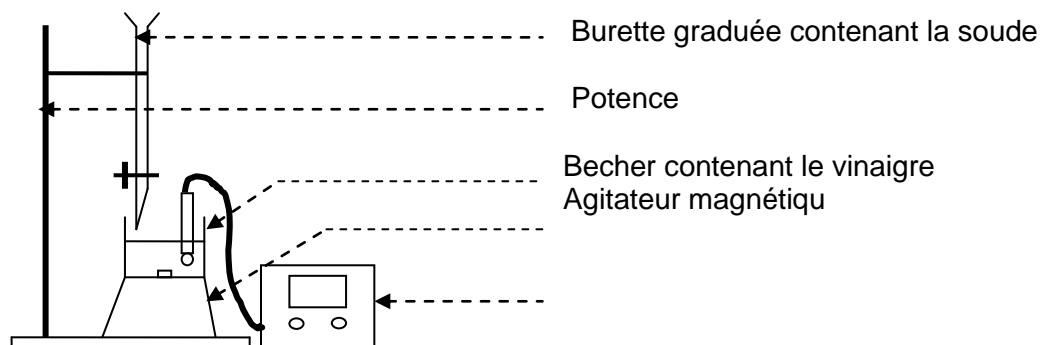 Burette graduée contenant la soude
Potence
Becher contenant le vinaigre
Agitateur magnétiqu